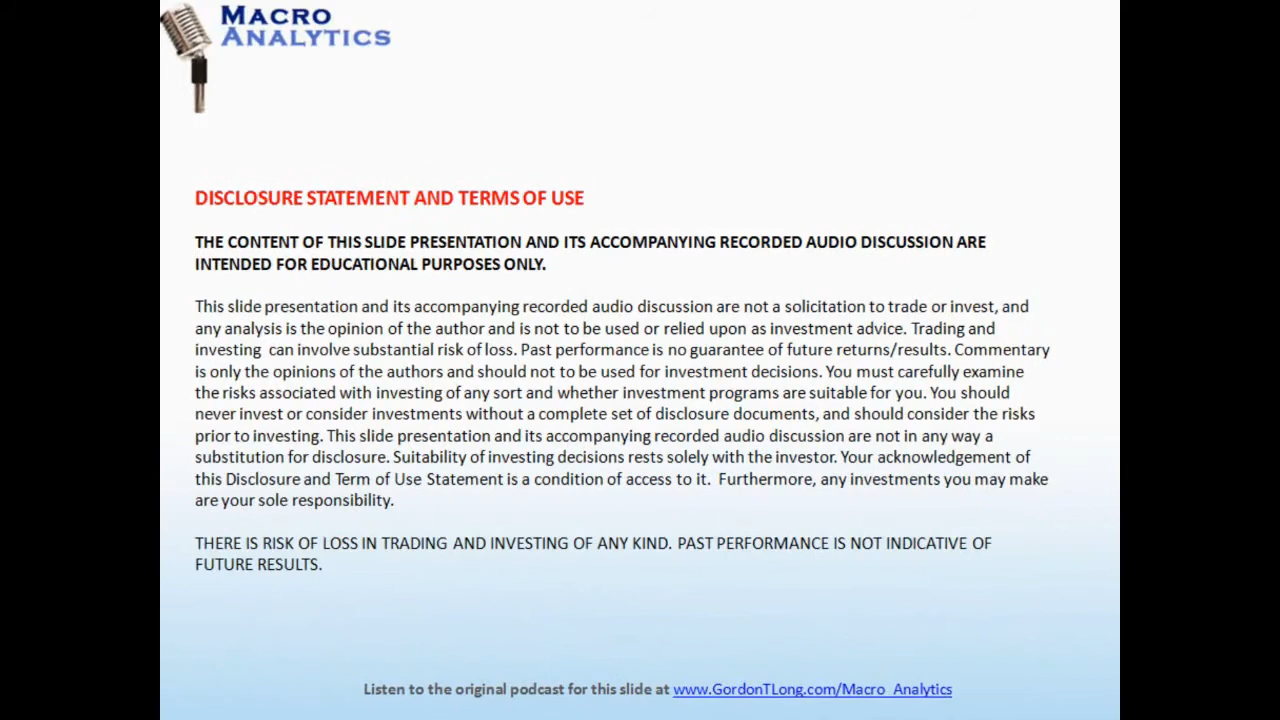 MACRO
ANALYTICS
DISCLOSURE STATEMENT AND TERMS OF USE
THE CONTENT OF THIS SLIDE PRESENTATION AND ITS ACCOMPANYING RECORDED AUDIO DISCUSSION ARE
INTENDED FOR EDUCATIONAL PURPOSES ONLY.
This slide presentation and its accompanying recorded audio discussion are not a solicitation to trade or invest, and
any analysis is the opinion of the author and is not to be used or relied upon as investment advice. Trading and
investing  can involve substantial risk of loss. Past performance is no guarantee of future returns/results. Commentary
is only the opinions of the authors and should not to be used for investment decisions. You must carefully examine
the risks associated with investing of any sort and whether investment programs are suitable for you. You should
never invest or consider investments without a complete set of disclosure documents, and should consider the risks
prior to investing. This slide presentation and its accompanying recorded audio discussion are not in any way a
substitution for disclosure. Suitability of investing decisions rests solely with the investor. Your acknowledgement of
this Disclosure and Term of Use Statement is a condition of access to it.  Furthermore, any investments you may make
are your sole responsibility.
THERE IS RISK OF LOSS IN TRADING AND INVESTING OF ANY KIND. PAST PERFORMANCE IS NOT INDICATIVE OF
FUTURE RESULTS.
Listen to the original podcast for this slide at www.GordonTLong.com/Macro_Analytics